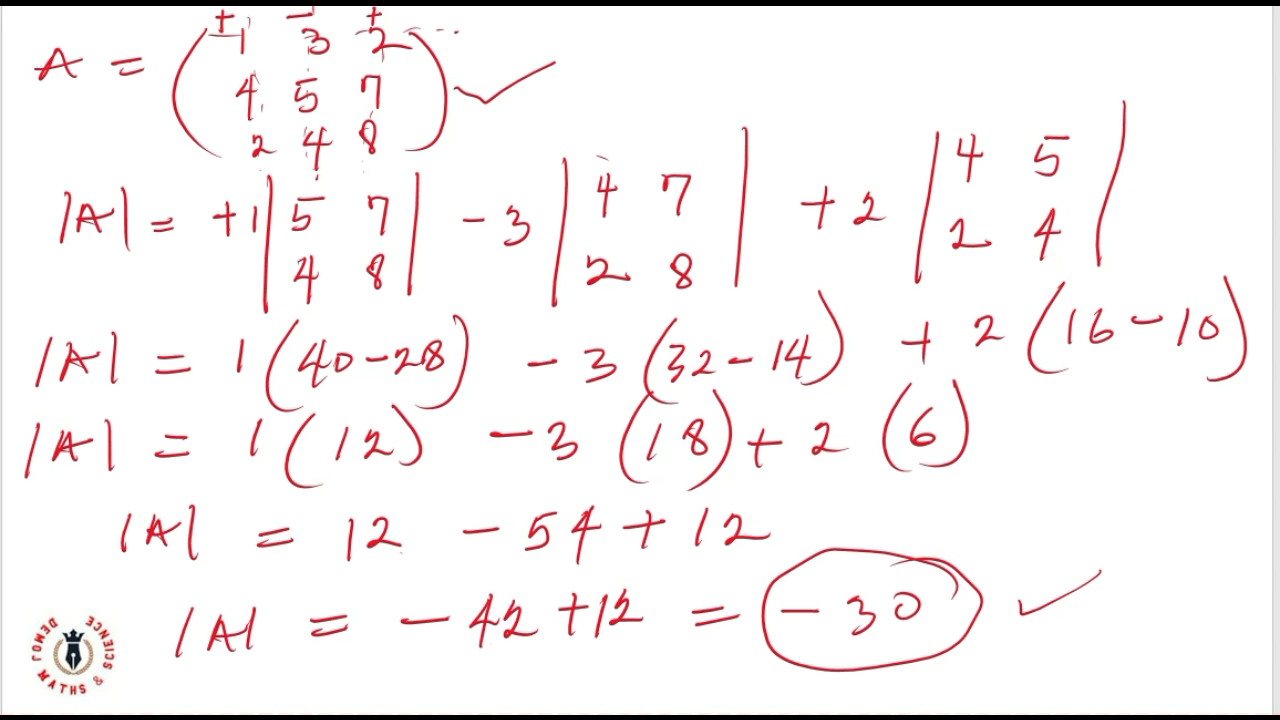 + - +
A = ( 1 3 2 )
4 5 7
2 4 8
|A| = +1 | 5 7 | - 3 | 4 7 | + 2 | 4 5 |
4 8 2 8 2 4
|A| = 1 (40-28) - 3 (32-14) + 2 (16-10)
|A| = 1 (12) - 3 (18) + 2 (6)
|A| = 12 - 54 + 12
|A| = -42 + 12 = -30
DEMOJ MATHS & SCIENCE